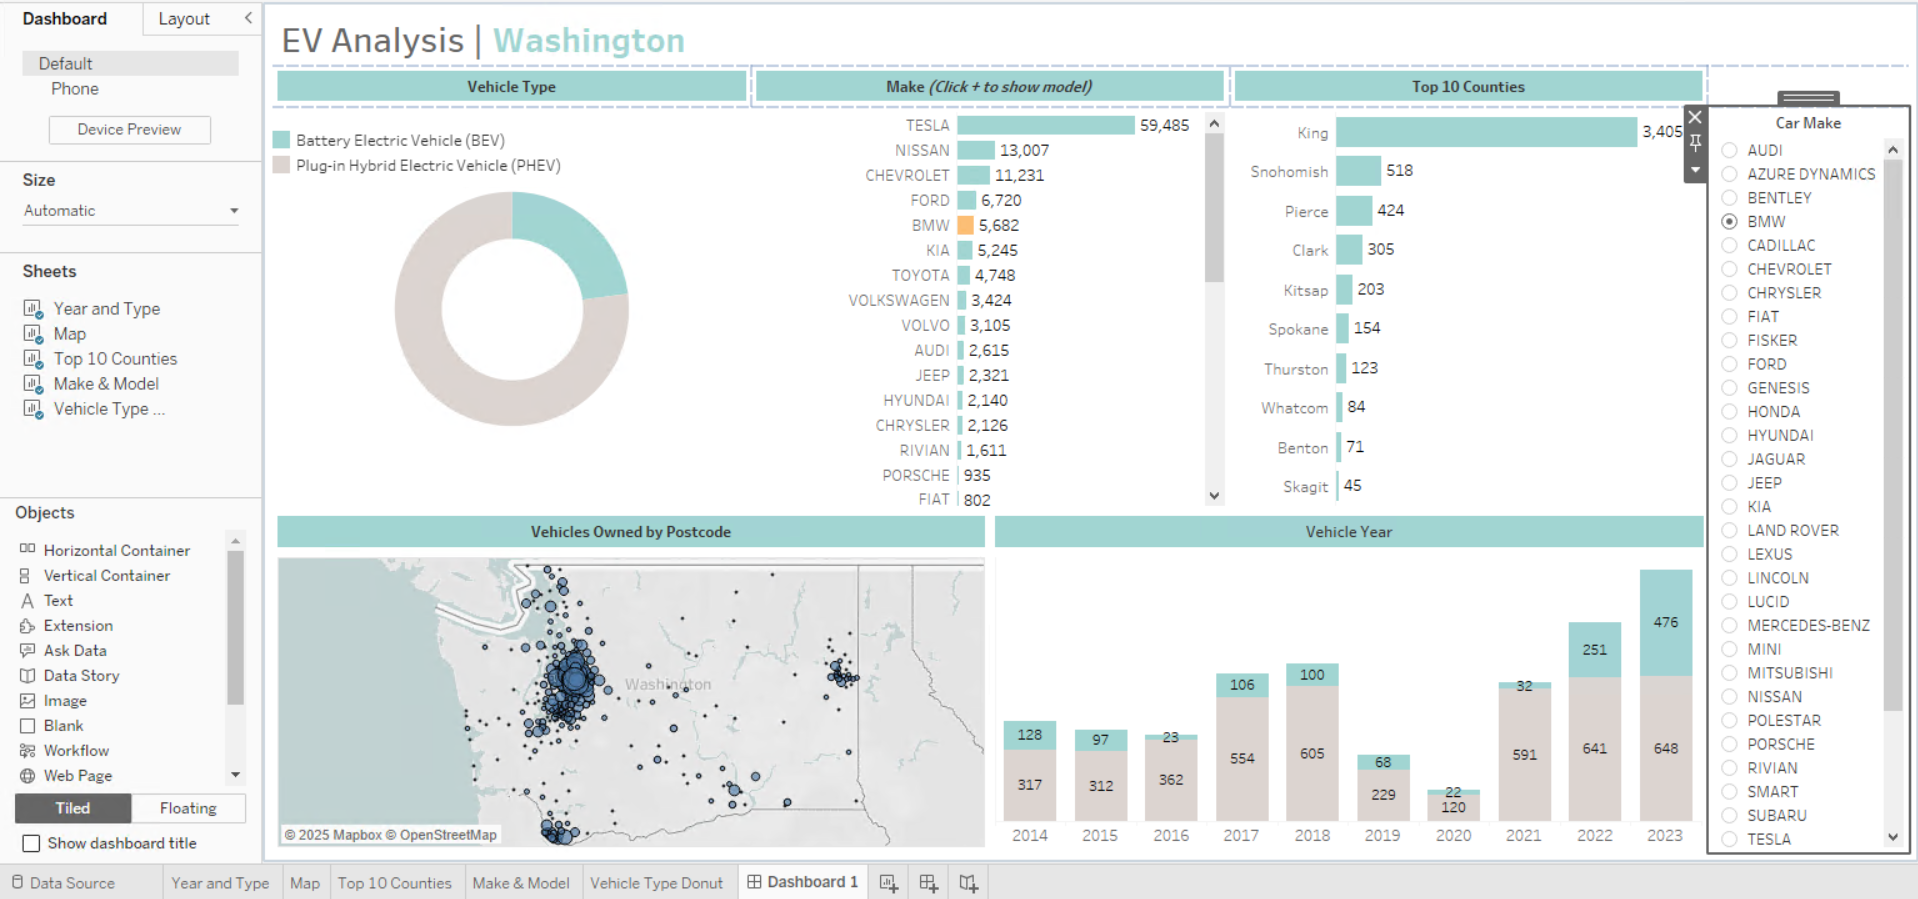 Dashboard
Layout
Default
Phone
Device Preview
Size
Automatic
Sheets
Year and Type
Map
Top 10 Counties
Make & Model
Vehicle Type ...
Objects
Horizontal Container
Vertical Container
Text
Extension
Ask Data
Data Story
Image
Blank
Workflow
Web Page
Tiled
Floating
Show dashboard title
EV Analysis | Washington
Vehicle Type
Battery Electric Vehicle (BEV)
Plug-in Hybrid Electric Vehicle (PHEV)
Make (Click + to show model)
TESLA 59,485
NISSAN 13,007
CHEVROLET 11,231
FORD 6,720
BMW 5,682
KIA 5,245
TOYOTA 4,748
VOLKSWAGEN 3,424
VOLVO 3,105
AUDI 2,615
JEEP 2,321
HYUNDAI 2,140
CHRYSLER 2,126
RIVIAN 1,611
PORSCHE 935
FIAT 802
Top 10 Counties
King 3,405
Snohomish 518
Pierce 424
Clark 305
Kitsap 203
Spokane 154
Thurston 123
Whatcom 84
Benton 71
Skagit 45
Car Make
AUDI
AZURE DYNAMICS
BENTLEY
BMW
CADILLAC
CHEVROLET
CHRYSLER
FIAT
FISKER
FORD
GENESIS
HONDA
HYUNDAI
JAGUAR
JEEP
KIA
LAND ROVER
LEXUS
LINCOLN
LUCID
MERCEDES-BENZ
MINI
MITSUBISHI
NISSAN
POLESTAR
PORSCHE
RIVIAN
SMART
SUBARU
TESLA
Vehicles Owned by Postcode
Washington
© 2025 Mapbox © OpenStreetMap
Vehicle Year
128 97 23 106 100 68 22 32 251 476
317 312 362 554 605 229 120 591 641 648
2014 2015 2016 2017 2018 2019 2020 2021 2022 2023
Data Source
Year and Type
Map
Top 10 Counties
Make & Model
Vehicle Type Donut
Dashboard 1